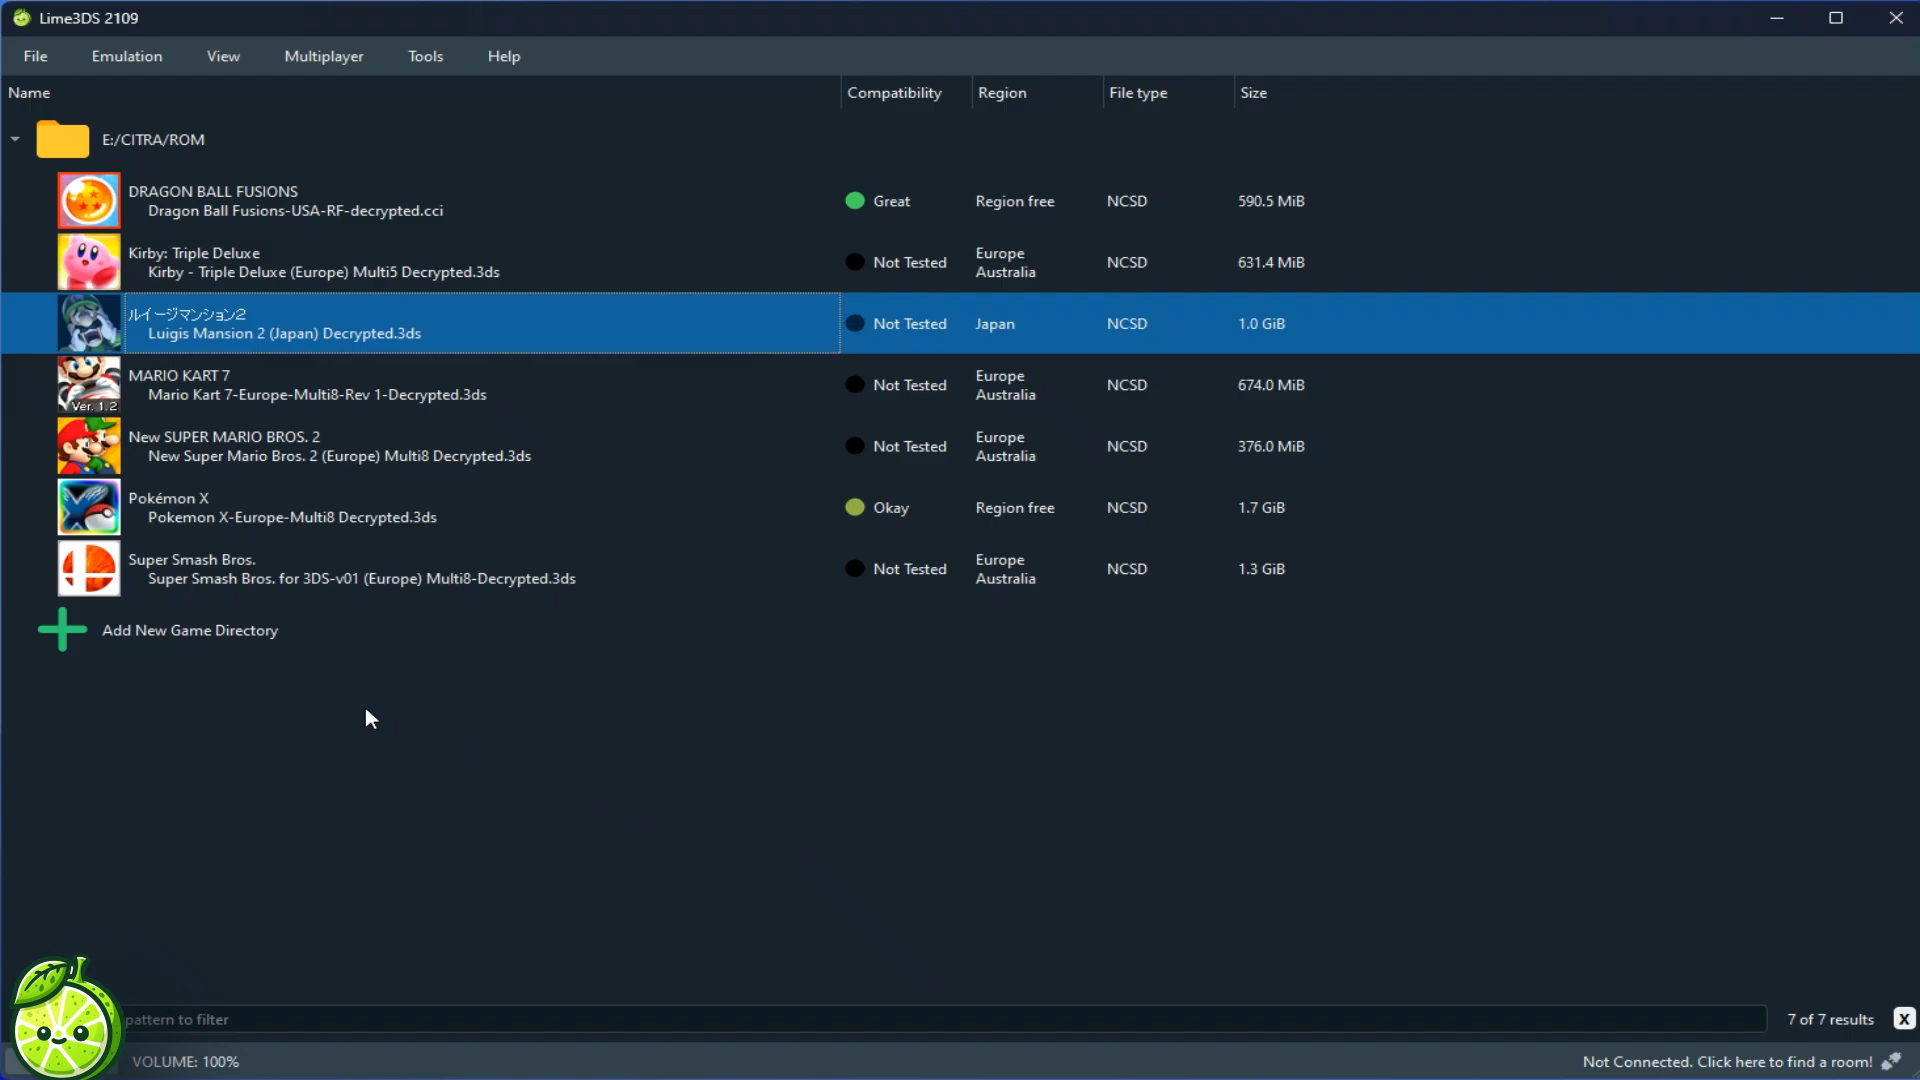 Lime3DS 2109
File Emulation View Multiplayer Tools Help
Name Compatibility Region File type Size
E:/CITRA/ROM
DRAGON BALL FUSIONS
Dragon Ball Fusions-USA-RF-decrypted.cci
Great Region free NCSD 590.5 MiB
Kirby: Triple Deluxe
Kirby - Triple Deluxe (Europe) Multi5 Decrypted.3ds
Not Tested Europe Australia NCSD 631.4 MiB
ルイージマンション2
Luigis Mansion 2 (Japan) Decrypted.3ds
Not Tested Japan NCSD 1.0 GiB
MARIO KART 7
Mario Kart 7-Europe-Multi8-Rev 1-Decrypted.3ds
Ver. 1.2
Not Tested Europe Australia NCSD 674.0 MiB
New SUPER MARIO BROS. 2
New Super Mario Bros. 2 (Europe) Multi8 Decrypted.3ds
Not Tested Europe Australia NCSD 376.0 MiB
Pokémon X
Pokemon X-Europe-Multi8 Decrypted.3ds
Okay Region free NCSD 1.7 GiB
Super Smash Bros.
Super Smash Bros. for 3DS-v01 (Europe) Multi8-Decrypted.3ds
Not Tested Europe Australia NCSD 1.3 GiB
Add New Game Directory
pattern to filter 7 of 7 results X
VOLUME: 100% Not Connected. Click here to find a room!